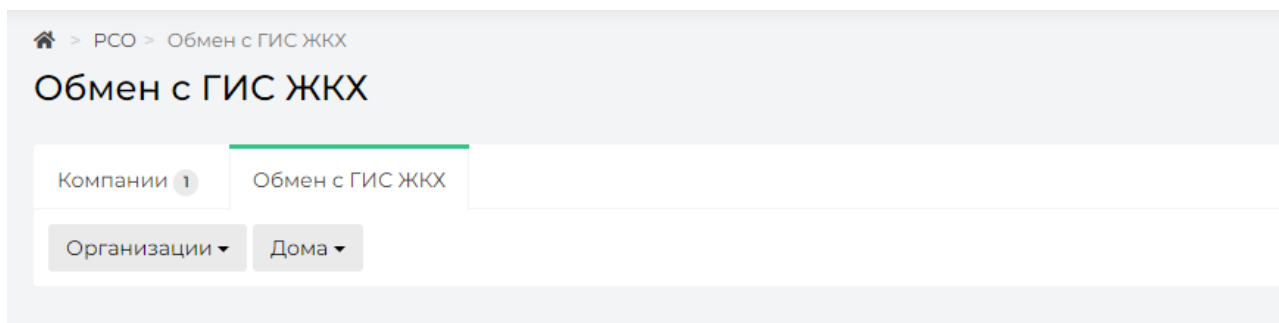 > РСО > Обмен с ГИС ЖКХ
Обмен с ГИС ЖКХ
Компании 1 Обмен с ГИС ЖКХ
Организации Дома